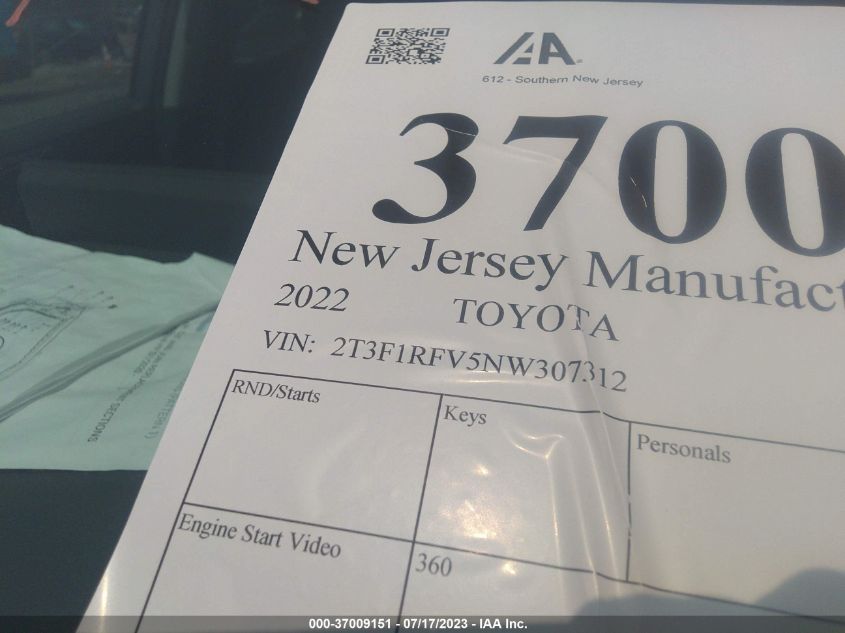 IAA
612 - Southern New Jersey
3700
New Jersey Manufact
2022 TOYOTA
VIN: 2T3F1RFV5NW307312
RND/Starts
Keys
Personals
Engine Start Video
360
SECTIONS
000-37009151 - 07/17/2023 - IAA Inc.